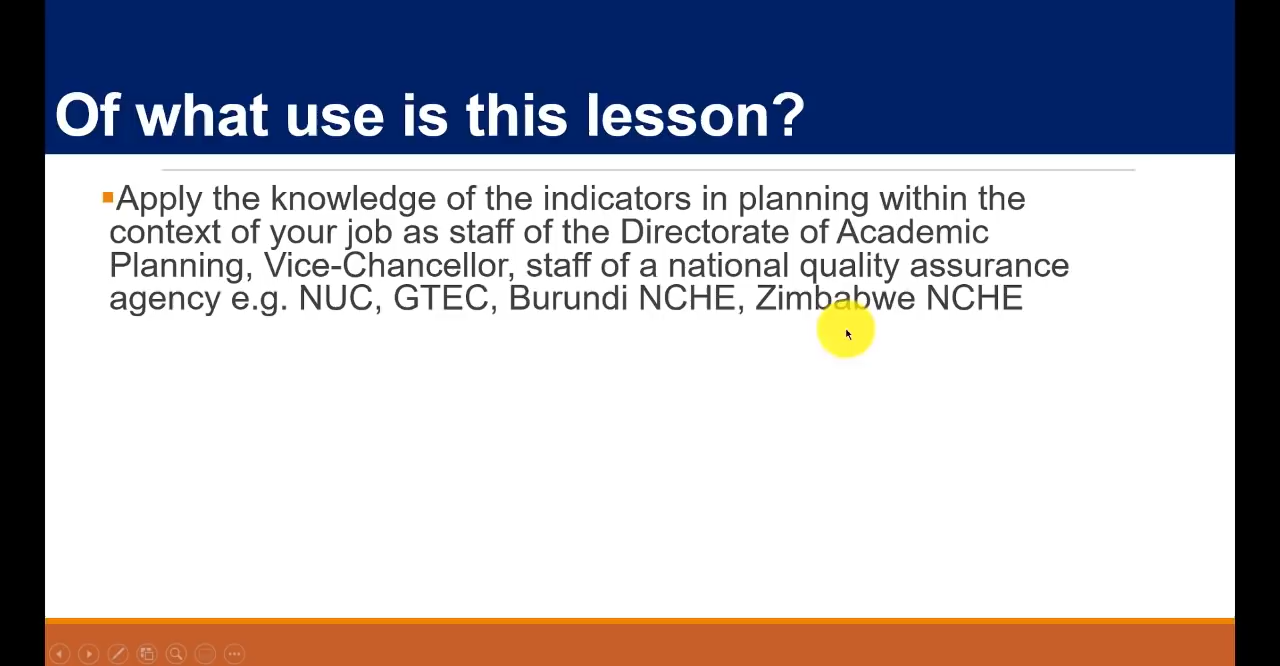 Of what use is this lesson?
Apply the knowledge of the indicators in planning within the
context of your job as staff of the Directorate of Academic
Planning, Vice-Chancellor, staff of a national quality assurance
agency e.g. NUC, GTEC, Burundi NCHE, Zimbabwe NCHE